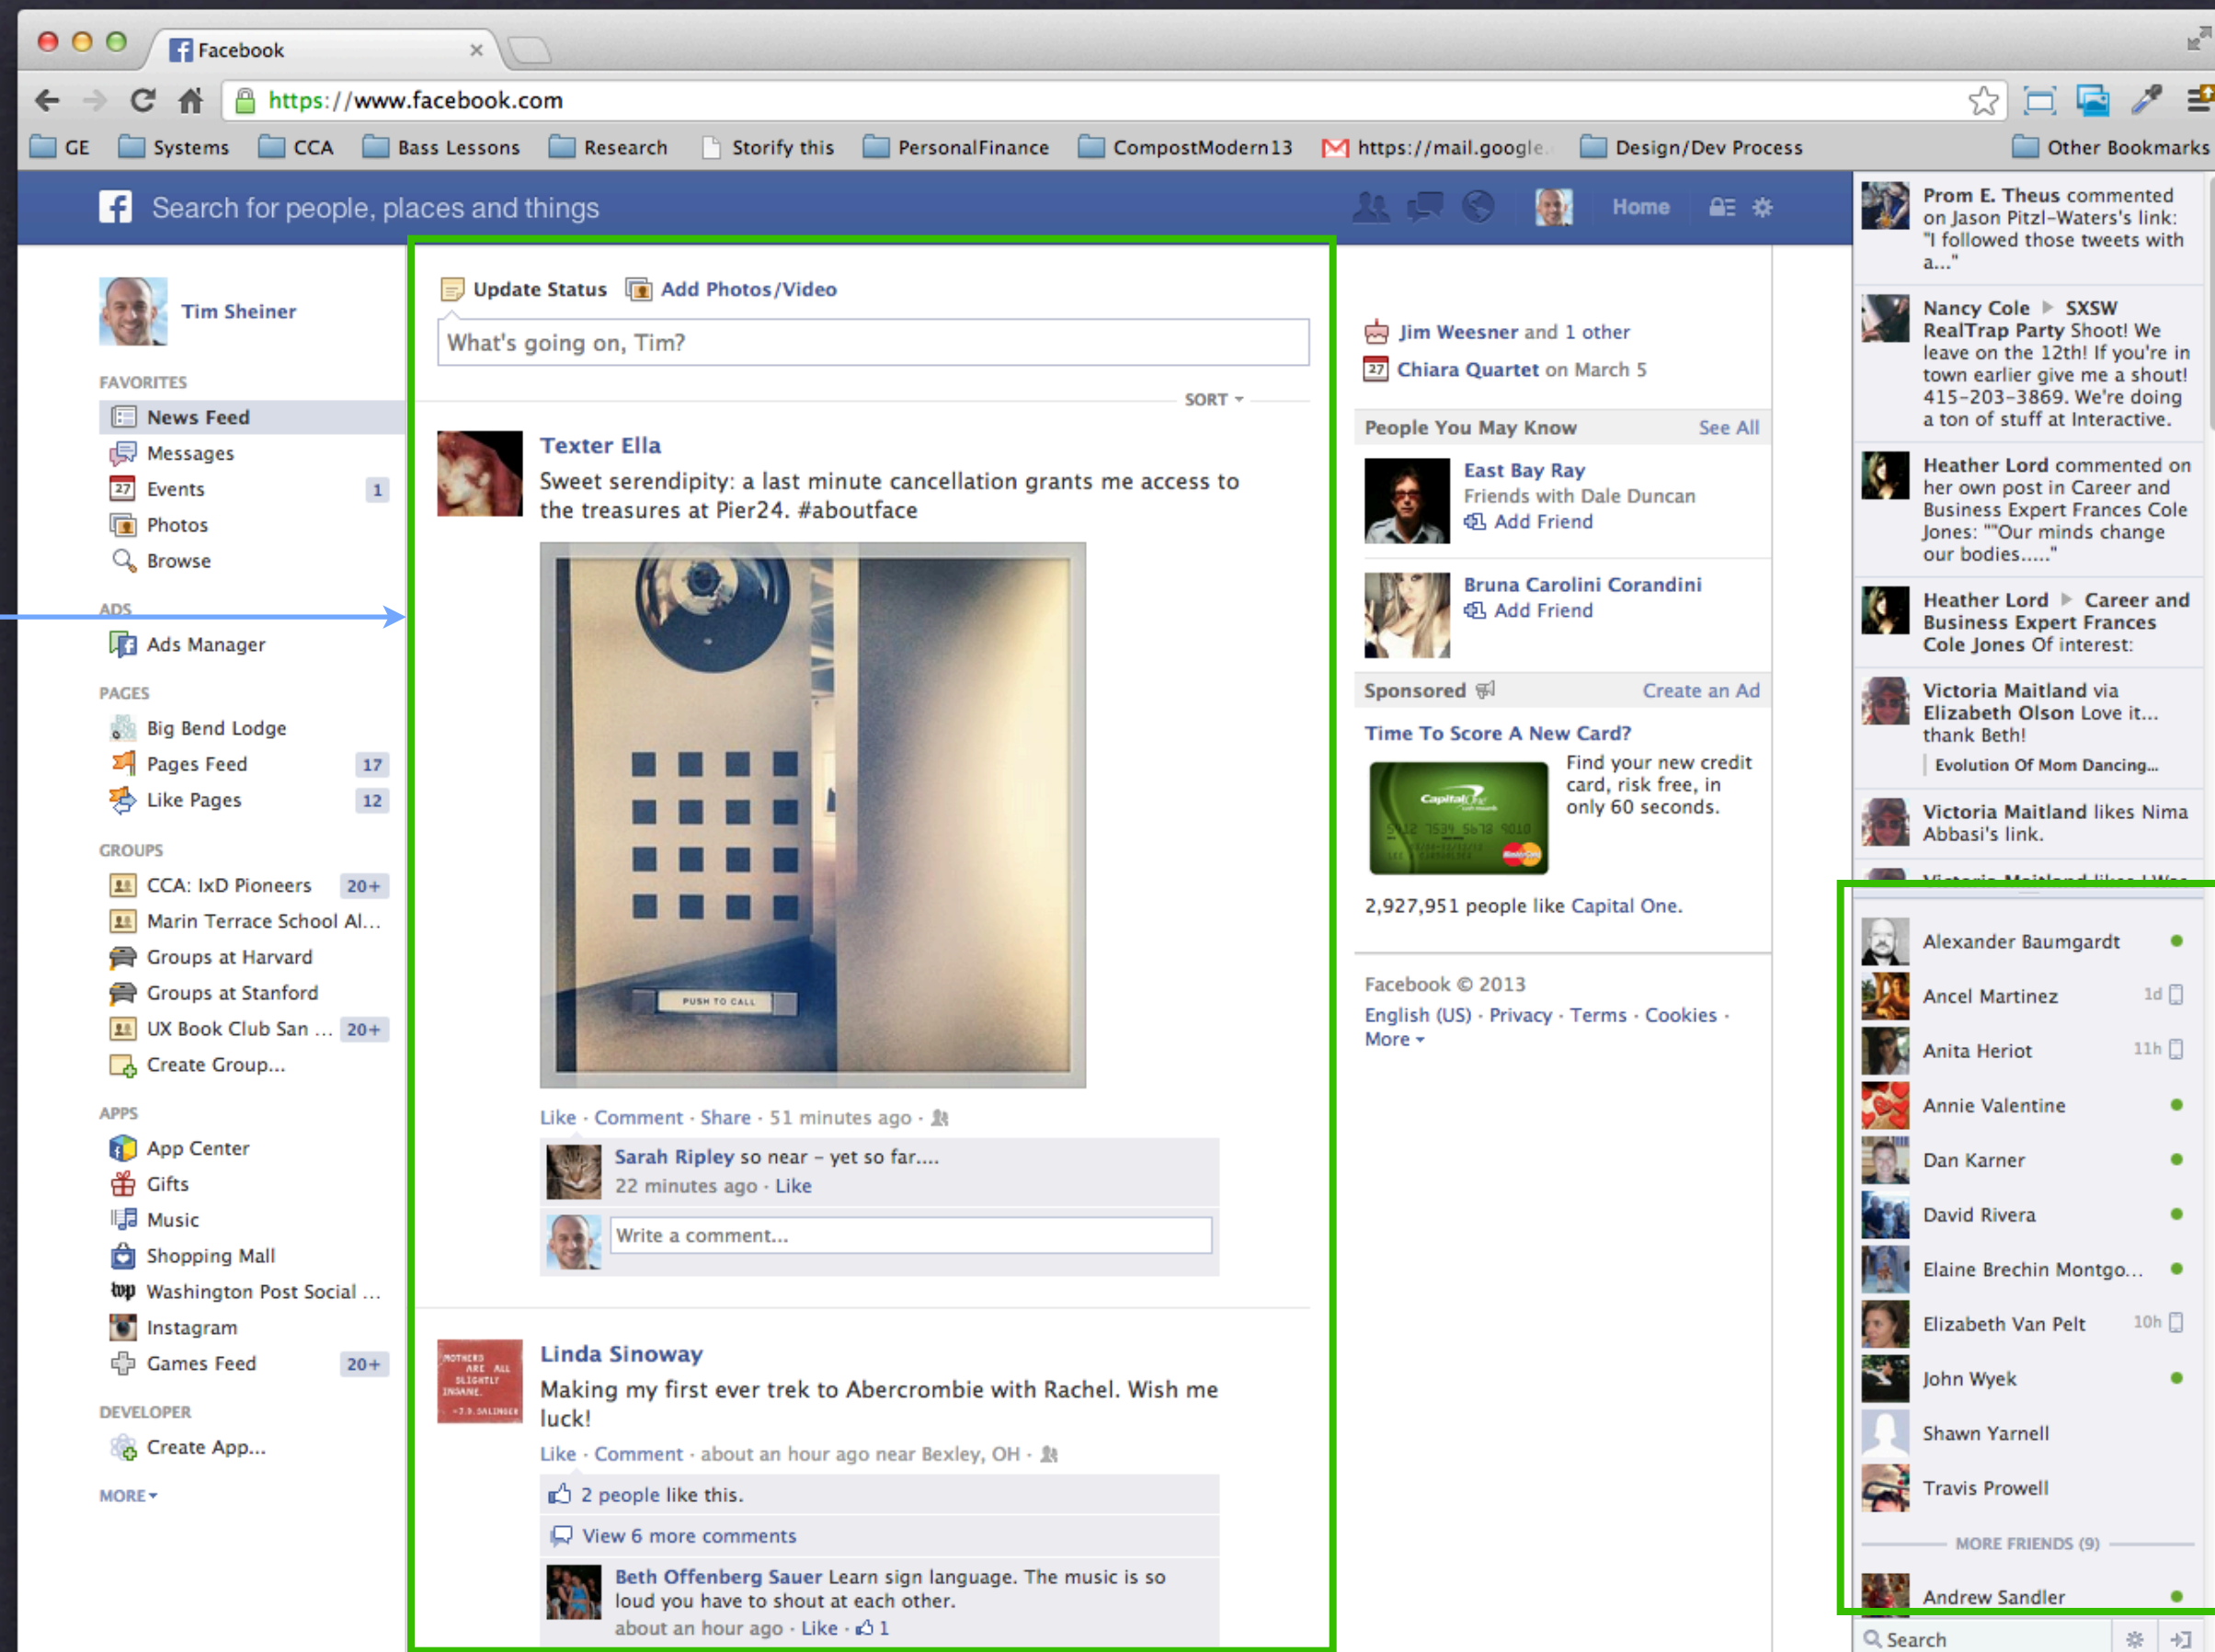 Facebook
https://www.facebook.com
GE Systems CCA Bass Lessons Research Storify this PersonalFinance CompostModern13 https://mail.google. Design/Dev Process Other Bookmarks
Search for people, places and things
Home
Tim Sheiner
FAVORITES
News Feed
Messages
27 Events 1
Photos
Browse
ADS
Ads Manager
PAGES
Big Bend Lodge
Pages Feed 17
Like Pages 12
GROUPS
CCA: IxD Pioneers 20+
Marin Terrace School Al...
Groups at Harvard
Groups at Stanford
UX Book Club San ... 20+
Create Group...
APPS
App Center
Gifts
Music
Shopping Mall
wp Washington Post Social ...
Instagram
Games Feed 20+
DEVELOPER
Create App...
MORE
Update Status Add Photos/Video
What's going on, Tim?
SORT
Texter Ella
Sweet serendipity: a last minute cancellation grants me access to
the treasures at Pier24. #aboutface
PUSH TO CALL
Like · Comment · Share · 51 minutes ago ·
Sarah Ripley so near – yet so far....
22 minutes ago · Like
Write a comment...
MOTHERS
ARE ALL
SLIGHTLY
INSANE.
-J.D. SALINGER
Linda Sinoway
Making my first ever trek to Abercrombie with Rachel. Wish me
luck!
Like · Comment · about an hour ago near Bexley, OH ·
2 people like this.
View 6 more comments
Beth Offenberg Sauer Learn sign language. The music is so
loud you have to shout at each other.
about an hour ago · Like · 1
Jim Weesner and 1 other
27 Chiara Quartet on March 5
People You May Know See All
East Bay Ray
Friends with Dale Duncan
Add Friend
Bruna Carolini Corandini
Add Friend
Sponsored Create an Ad
Time To Score A New Card?
Find your new credit
card, risk free, in
only 60 seconds.
CapitalOne
5412 7534 5678 9010
MasterCard
2,927,951 people like Capital One.
Facebook © 2013
English (US) · Privacy · Terms · Cookies ·
More
Prom E. Theus commented
on Jason Pitzl-Waters's link:
"I followed those tweets with
a..."
Nancy Cole ▶ SXSW
RealTrap Party Shoot! We
leave on the 12th! If you're in
town earlier give me a shout!
415-203-3869. We're doing
a ton of stuff at Interactive.
Heather Lord commented on
her own post in Career and
Business Expert Frances Cole
Jones: ""Our minds change
our bodies....."
Heather Lord ▶ Career and
Business Expert Frances
Cole Jones Of interest:
Victoria Maitland via
Elizabeth Olson Love it...
thank Beth!
Evolution Of Mom Dancing...
Victoria Maitland likes Nima
Abbasi's link.
Victoria Maitland likes I Was
Alexander Baumgardt
Ancel Martinez 1d
Anita Heriot 11h
Annie Valentine
Dan Karner
David Rivera
Elaine Brechin Montgo...
Elizabeth Van Pelt 10h
John Wyek
Shawn Yarnell
Travis Prowell
MORE FRIENDS (9)
Andrew Sandler
Search